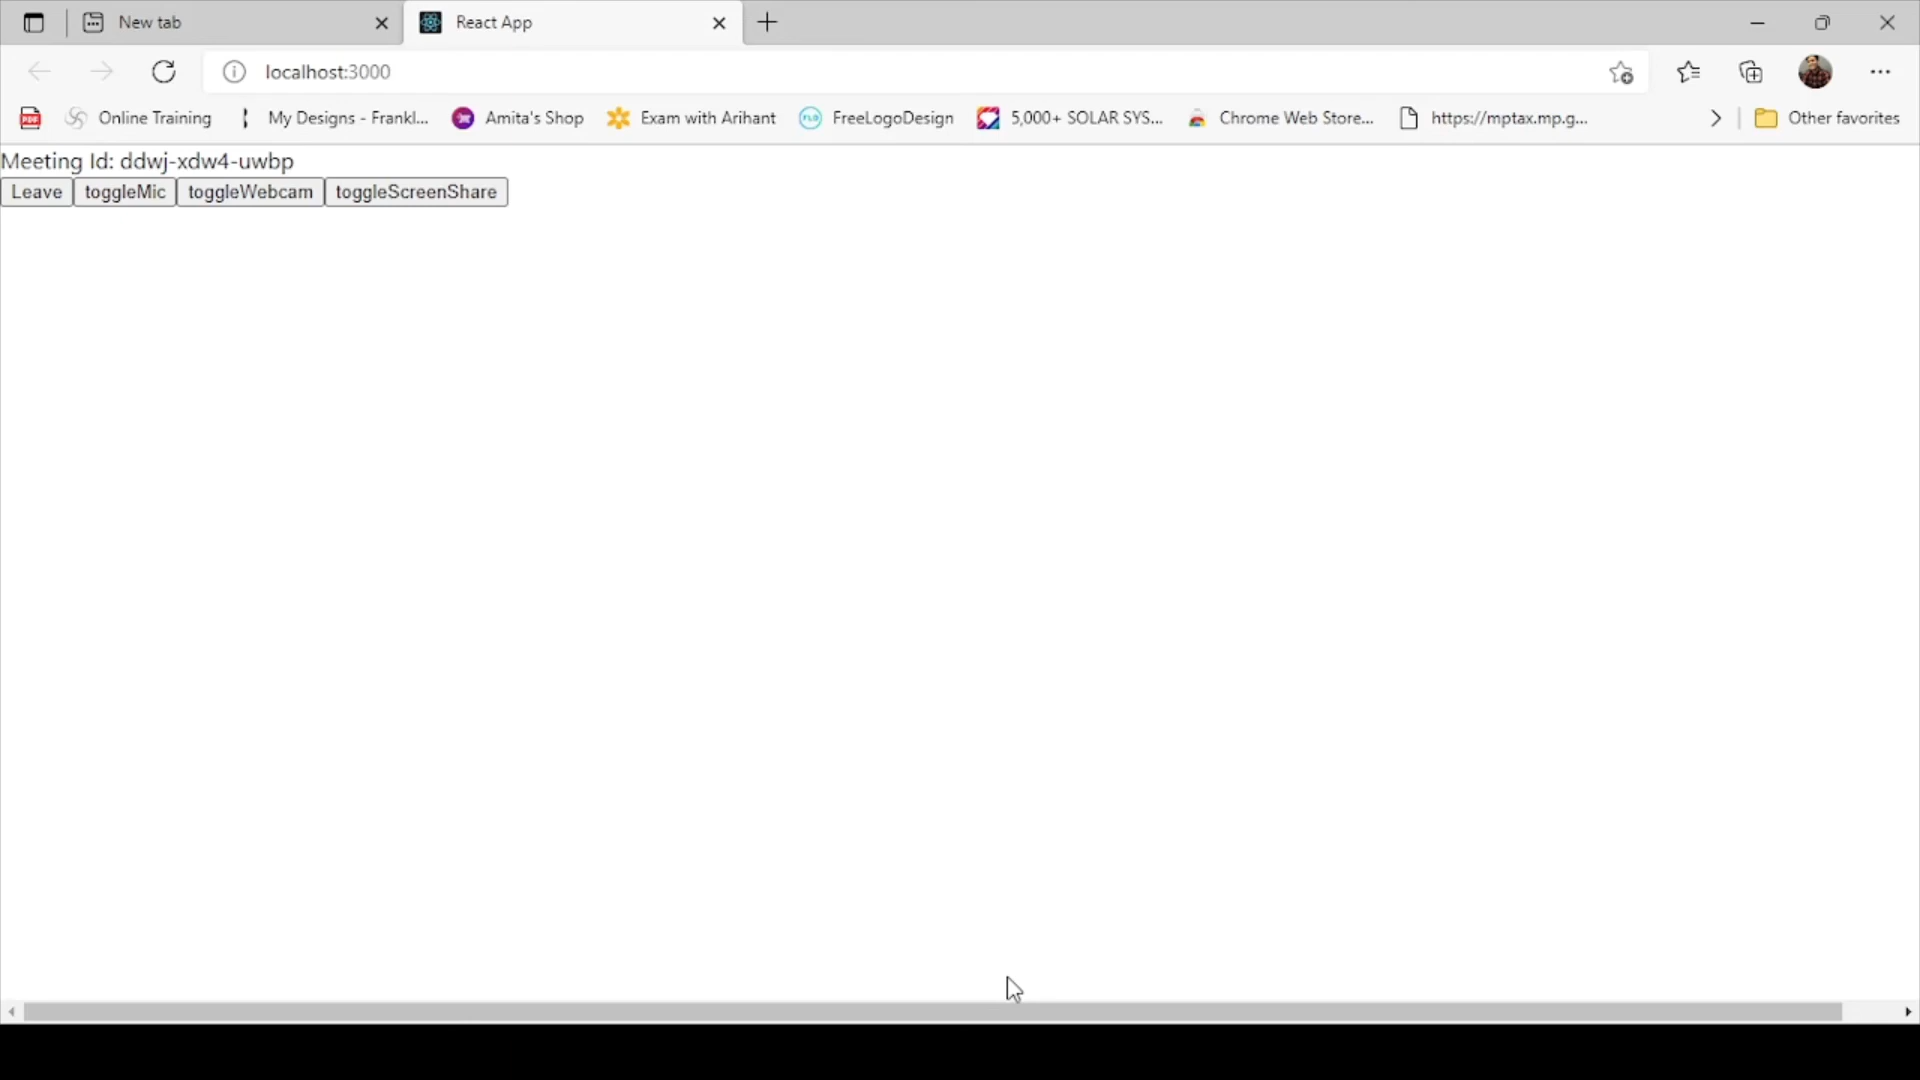 New tab
React App
localhost:3000
PDF
Online Training
My Designs - Frankl...
Amita's Shop
Exam with Arihant
FLD
FreeLogoDesign
5,000+ SOLAR SYS...
Chrome Web Store...
https://mptax.mp.g...
Other favorites
Meeting Id: ddwj-xdw4-uwbp
Leave toggleMic toggleWebcam toggleScreenShare